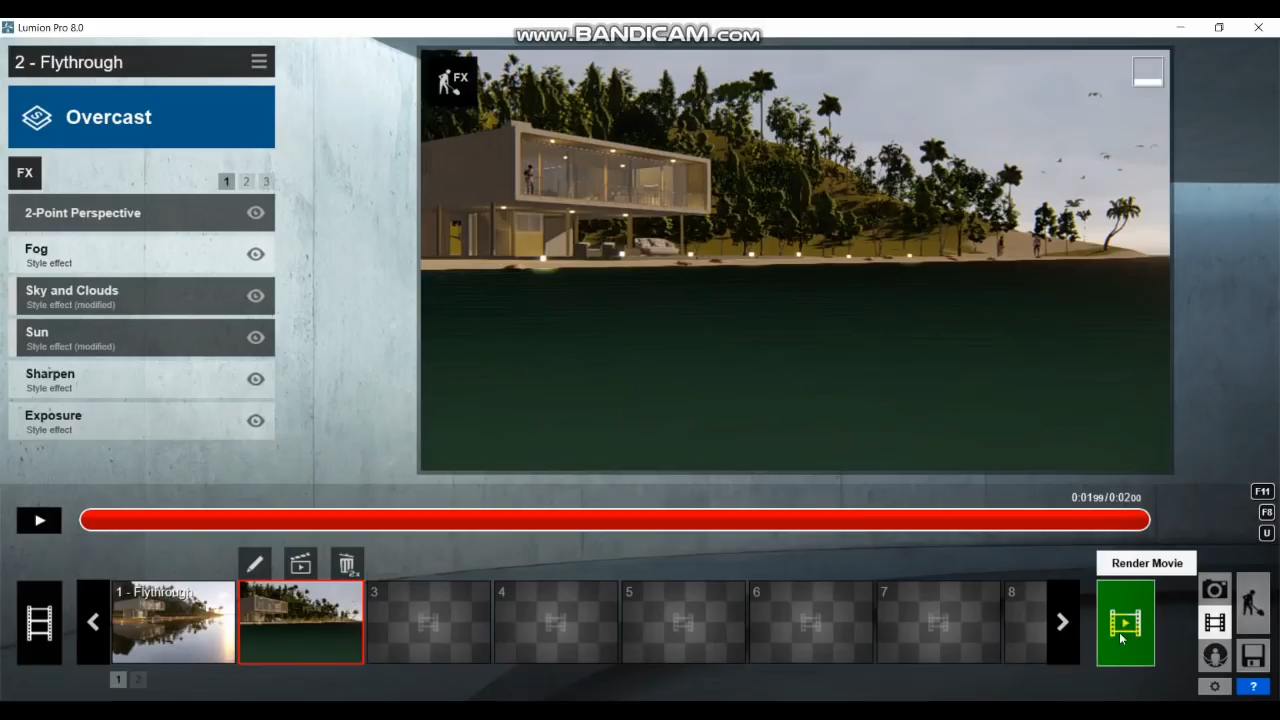 Lumion Pro 8.0
www.BANDICAM.com
2 - Flythrough
Overcast
FX
1 2 3
2-Point Perspective
Fog
Style effect
Sky and Clouds
Style effect (modified)
Sun
Style effect (modified)
Sharpen
Style effect
Exposure
Style effect
FX
0:0199/0:0200
F11
F8
U
2x
Render Movie
1 - Flythrough
3
4
5
6
7
8
1 2
?